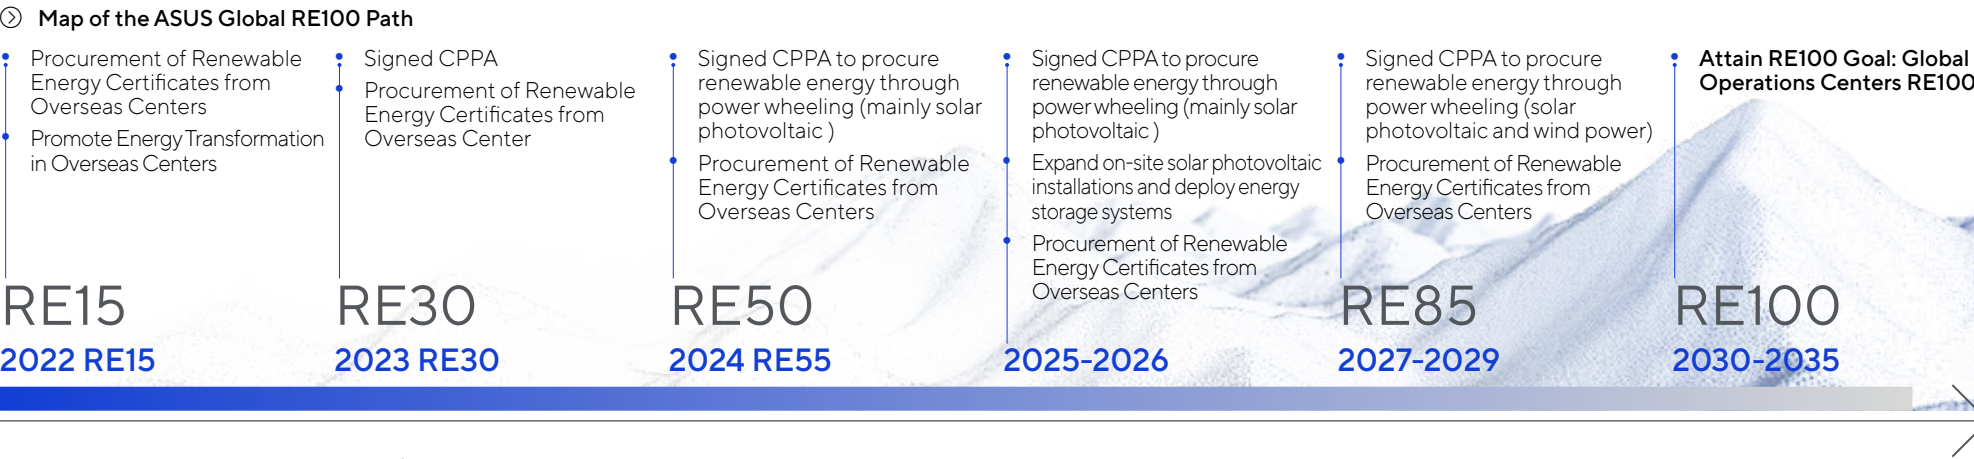 Map of the ASUS Global RE100 Path
Procurement of Renewable
Energy Certificates from
Overseas Centers
Promote Energy Transformation
in Overseas Centers
RE15
2022 RE15
Signed CPPA
Procurement of Renewable
Energy Certificates from
Overseas Center
RE30
2023 RE30
Signed CPPA to procure
renewable energy through
power wheeling (mainly solar
photovoltaic )
Procurement of Renewable
Energy Certificates from
Overseas Centers
RE50
2024 RE55
Signed CPPA to procure
renewable energy through
power wheeling (mainly solar
photovoltaic )
Expand on-site solar photovoltaic
installations and deploy energy
storage systems
Procurement of Renewable
Energy Certificates from
Overseas Centers
2025-2026
Signed CPPA to procure
renewable energy through
power wheeling (solar
photovoltaic and wind power)
Procurement of Renewable
Energy Certificates from
Overseas Centers
RE85
2027-2029
Attain RE100 Goal: Global
Operations Centers RE100
RE100
2030-2035